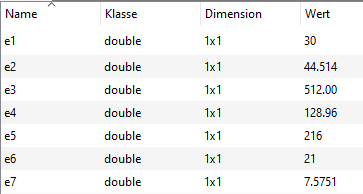 Name Klasse Dimension Wert
e1 double 1x1 30
e2 double 1x1 44.514
e3 double 1x1 512.00
e4 double 1x1 128.96
e5 double 1x1 216
e6 double 1x1 21
e7 double 1x1 7.5751